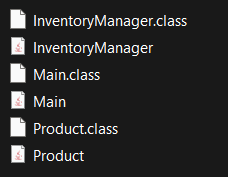 InventoryManager.class
InventoryManager
Main.class
Main
Product.class
Product